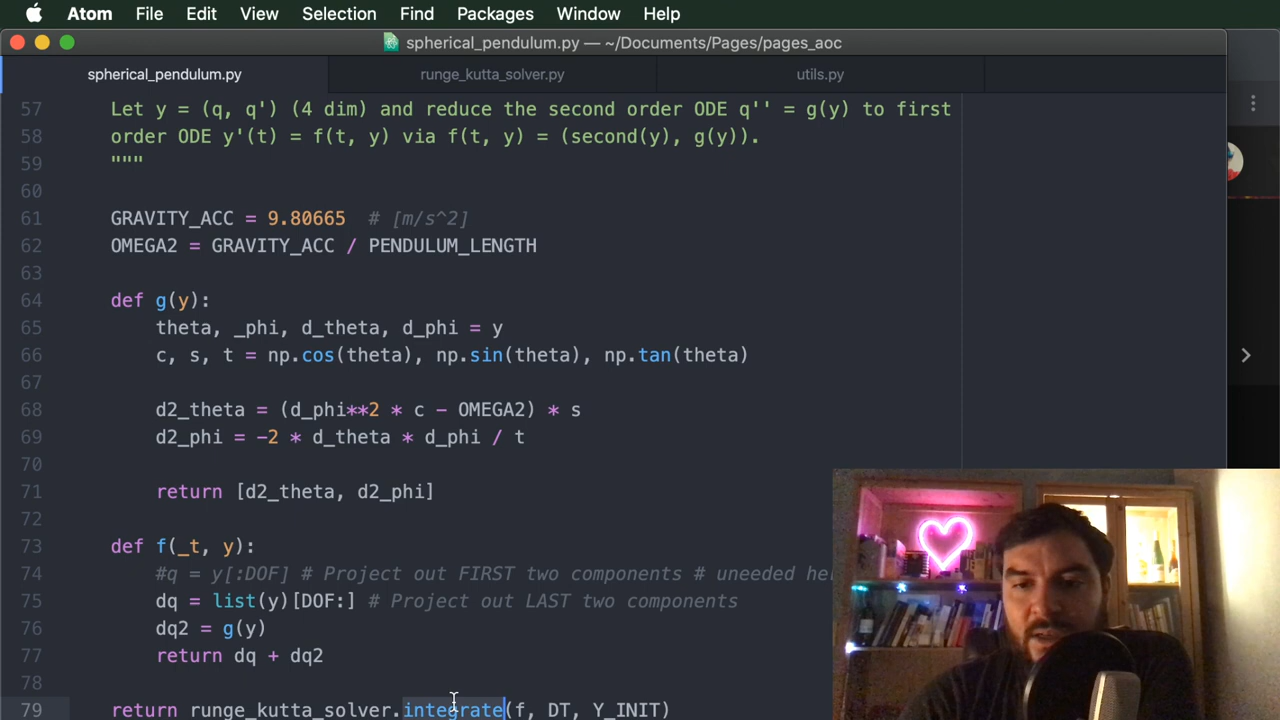 Atom File Edit View Selection Find Packages Window Help
spherical_pendulum.py — ~/Documents/Pages/pages_aoc
spherical_pendulum.py runge_kutta_solver.py utils.py
57 Let y = (q, q') (4 dim) and reduce the second order ODE q'' = g(y) to first
58 order ODE y'(t) = f(t, y) via f(t, y) = (second(y), g(y)).
59 """
60
61 GRAVITY_ACC = 9.80665 # [m/s^2]
62 OMEGA2 = GRAVITY_ACC / PENDULUM_LENGTH
63
64 def g(y):
65 theta, _phi, d_theta, d_phi = y
66 c, s, t = np.cos(theta), np.sin(theta), np.tan(theta)
67
68 d2_theta = (d_phi**2 * c - OMEGA2) * s
69 d2_phi = -2 * d_theta * d_phi / t
70
71 return [d2_theta, d2_phi]
72
73 def f(_t, y):
74 #q = y[:DOF] # Project out FIRST two components # uneeded he
75 dq = list(y)[DOF:] # Project out LAST two components
76 dq2 = g(y)
77 return dq + dq2
78
79 return runge_kutta_solver.integrate(f, DT, Y_INIT)